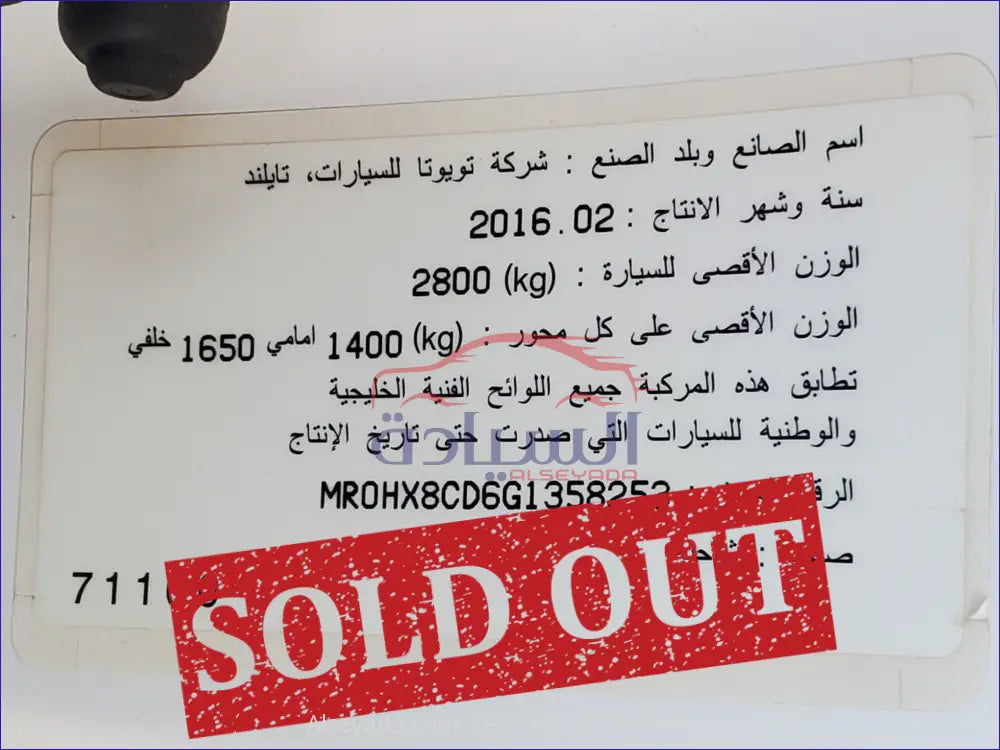 اسم الصانع وبلد الصنع : شركة تويوتا للسيارات، تايلند
سنة وشهر الانتاج : 2016.02
الوزن الأقصى للسيارة : (kg) 2800
الوزن الأقصى على كل محور : (kg) 1400 امامي 1650 خلفي
تطابق هذه المركبة جميع اللوائح الفنية الخليجية
والوطنية للسيارات التي صدرت حتى تاريخ الإنتاج
السيادة
ALSEYADA
: MR0HX8CD6G1358252
SOLD OUT
Alseyada.com